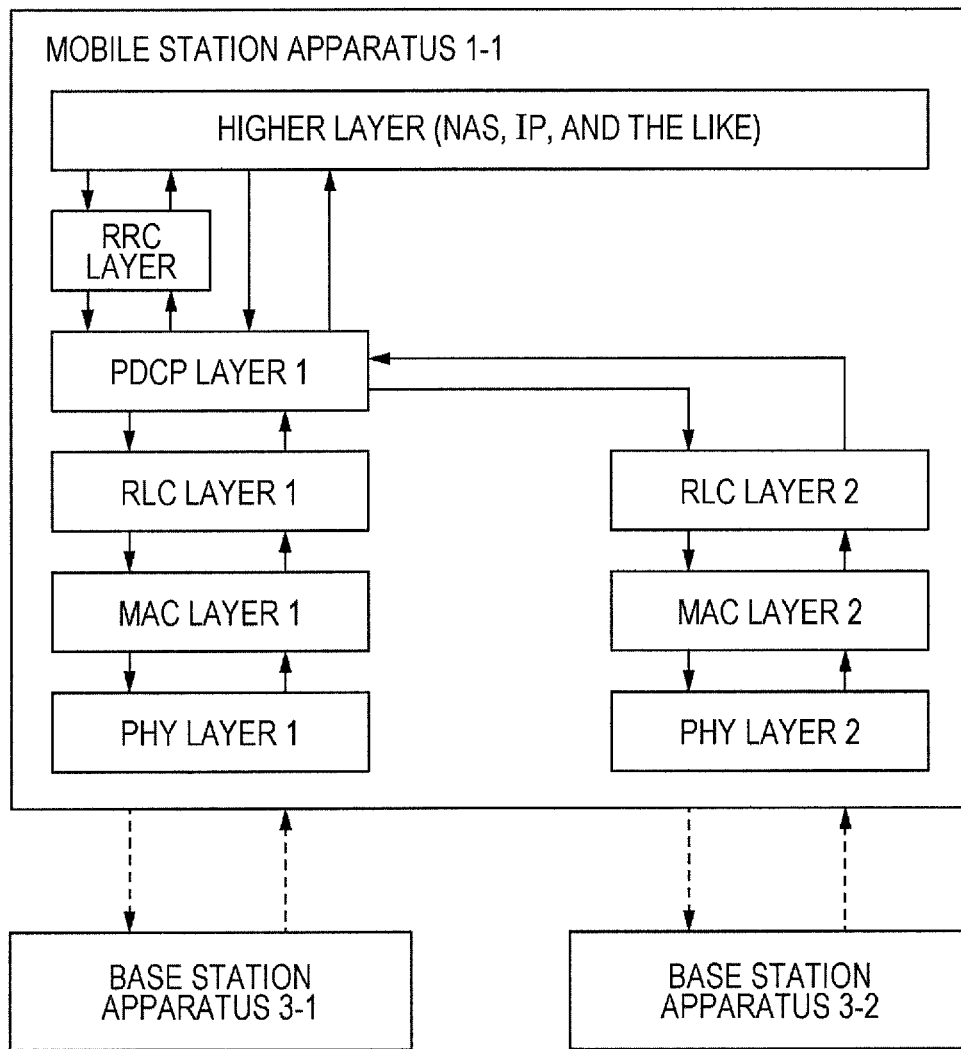 MOBILE STATION APPARATUS 1-1
HIGHER LAYER (NAS, IP, AND THE LIKE)
RRC
LAYER
PDCP LAYER 1
RLC LAYER 1
RLC LAYER 2
MAC LAYER 1
MAC LAYER 2
PHY LAYER 1
PHY LAYER 2
BASE STATION
APPARATUS 3-1
BASE STATION
APPARATUS 3-2